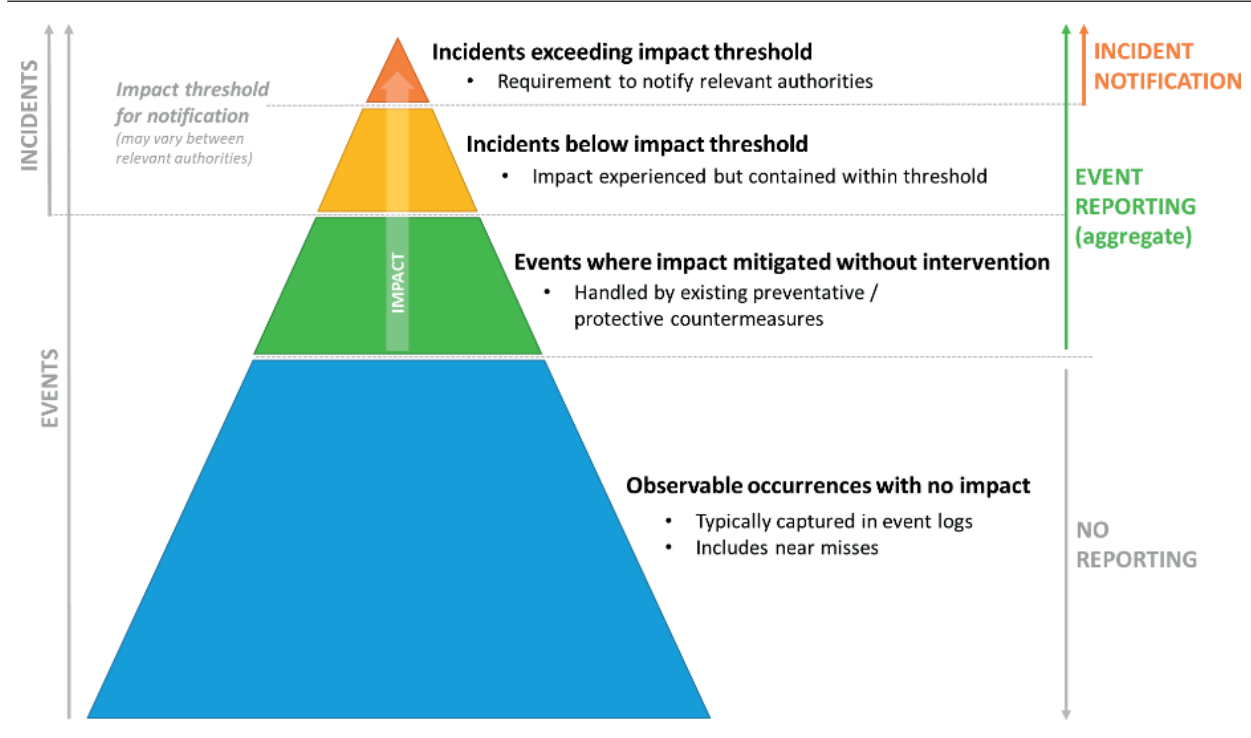 INCIDENTS
EVENTS
Impact threshold
for notification
(may vary between
relevant authorities)
IMPACT
Incidents exceeding impact threshold
• Requirement to notify relevant authorities
Incidents below impact threshold
• Impact experienced but contained within threshold
Events where impact mitigated without intervention
• Handled by existing preventative /
protective countermeasures
Observable occurrences with no impact
• Typically captured in event logs
• Includes near misses
INCIDENT
NOTIFICATION
EVENT
REPORTING
(aggregate)
NO
REPORTING